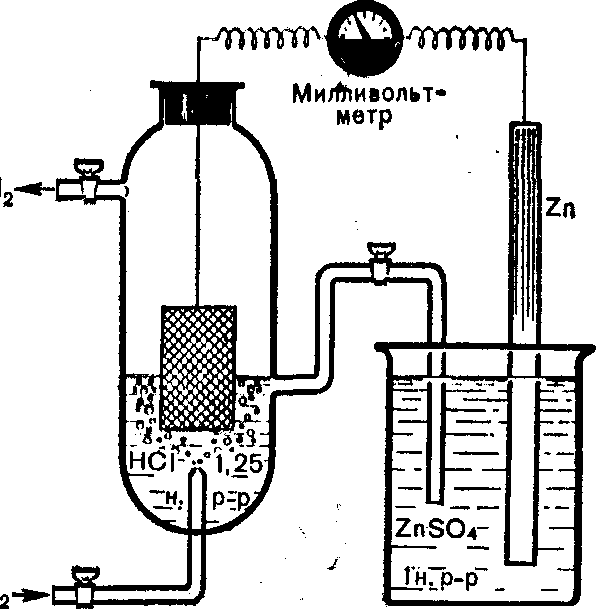 Милливольт-
метр
₂
Zn
HCl 1,25
н. р-р
ZnSO₄
1н. р-р
₂